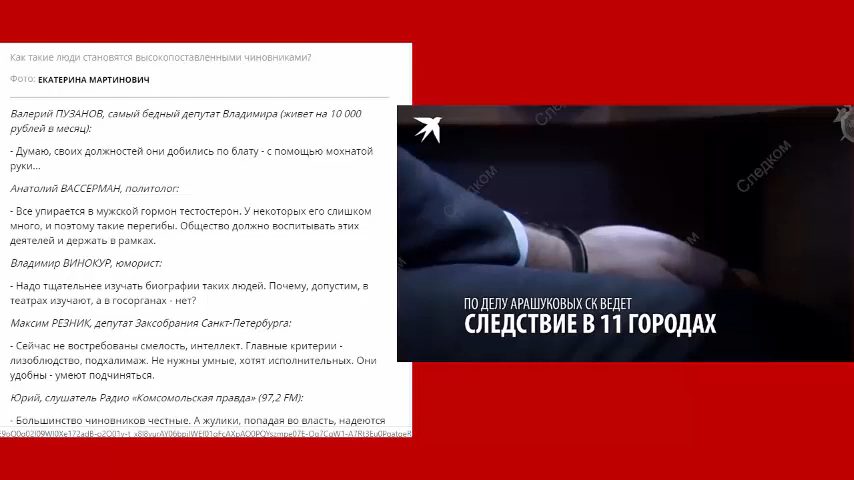 Как такие люди становятся высокопоставленными чиновниками?
Фото: ЕКАТЕРИНА МАРТИНОВИЧ
Валерий ПУЗАНОВ, самый бедный депутат Владимира (живет на 10 000
рублей в месяц):
- Думаю, своих должностей они добились по блату - с помощью мохнатой
руки...
Анатолий ВАССЕРМАН, политолог:
- Все упирается в мужской гормон тестостерон. У некоторых его слишком
много, и поэтому такие перегибы. Общество должно воспитывать этих
деятелей и держать в рамках.
Владимир ВИНОКУР, юморист:
- Надо тщательнее изучать биографии таких людей. Почему, допустим, в
театрах изучают, а в госорганах - нет?
Максим РЕЗНИК, депутат Заксобрания Санкт-Петербурга:
- Сейчас не востребованы смелость, интеллект. Главные критерии -
лизоблюдство, подхалимаж. Не нужны умные, хотят исполнительных. Они
удобны - умеют подчиняться.
Юрий, слушатель Радио «Комсомольская правда» (97,2 FM):
- Большинство чиновников честные. А жулики, попадая во власть, надеются
Следком
Следком
ПО ДЕЛУ АРАШУКОВЫХ СК ВЕДЕТ
СЛЕДСТВИЕ В 11 ГОРОДАХ